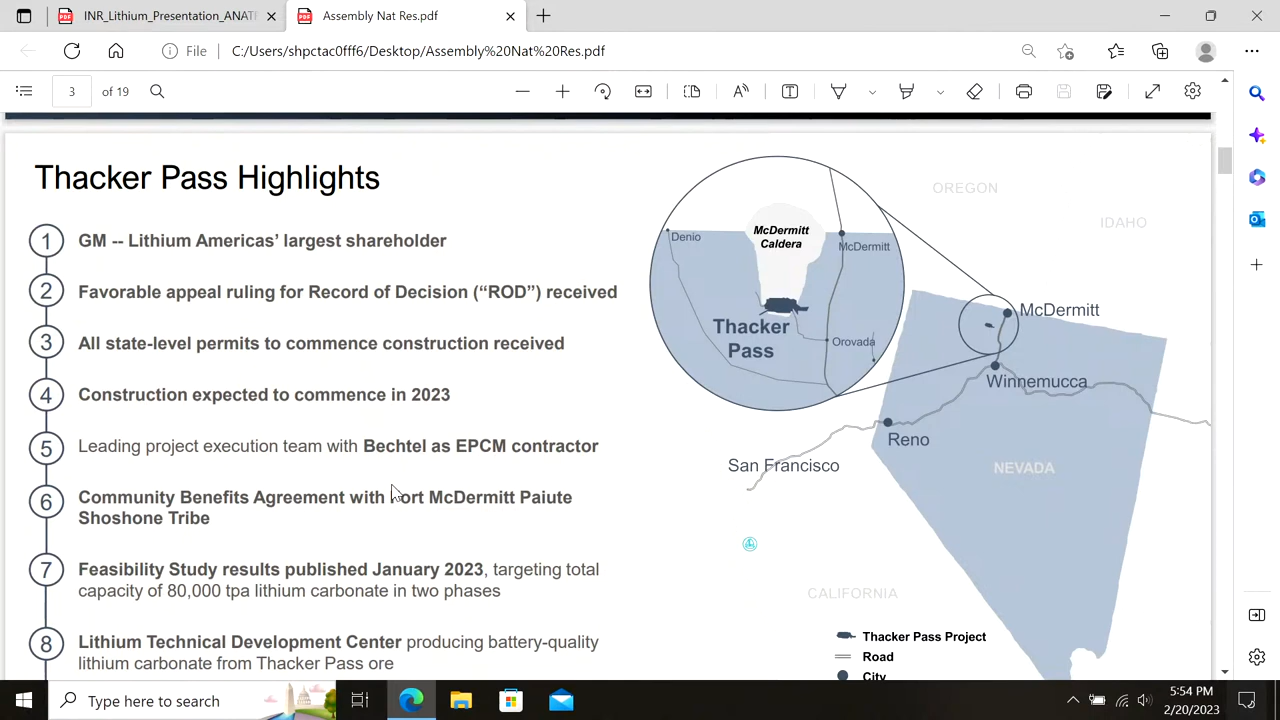 INR_Lithium_Presentation_ANATI
Assembly Nat Res.pdf
File
C:/Users/shpctac0fff6/Desktop/Assembly%20Nat%20Res.pdf
3
of 19
Thacker Pass Highlights
1
GM -- Lithium Americas’ largest shareholder
2
Favorable appeal ruling for Record of Decision (“ROD”) received
3
All state-level permits to commence construction received
4
Construction expected to commence in 2023
5
Leading project execution team with Bechtel as EPCM contractor
6
Community Benefits Agreement with Fort McDermitt Paiute
Shoshone Tribe
7
Feasibility Study results published January 2023, targeting total
capacity of 80,000 tpa lithium carbonate in two phases
8
Lithium Technical Development Center producing battery-quality
lithium carbonate from Thacker Pass ore
OREGON
IDAHO
McDermitt
Caldera
Denio
McDermitt
Thacker
Pass
Orovada
McDermitt
Winnemucca
Reno
San Francisco
NEVADA
CALIFORNIA
Thacker Pass Project
Road
City
Type here to search
5:54 PM
2/20/2023